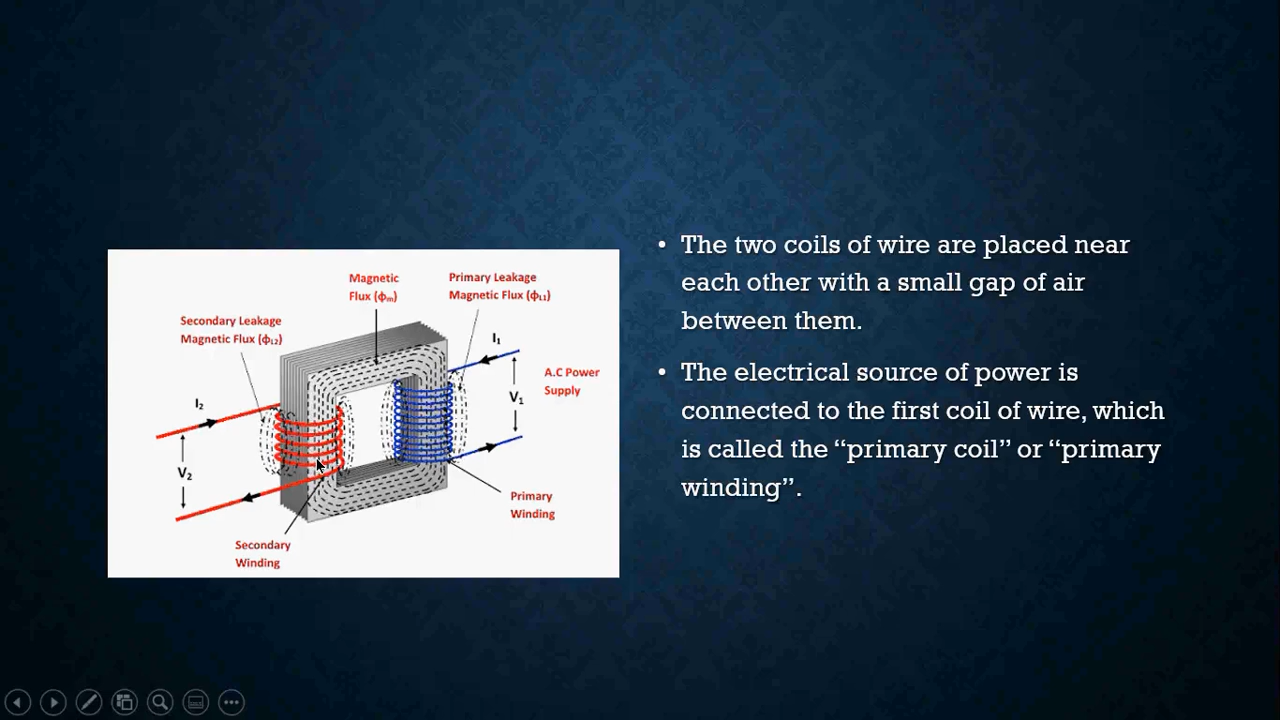 Magnetic
Flux (ϕm)
Primary Leakage
Magnetic Flux (ϕL1)
Secondary Leakage
Magnetic Flux (ϕL2)
I1
A.C Power
Supply
V1
I2
V2
Primary
Winding
Secondary
Winding
• The two coils of wire are placed near
each other with a small gap of air
between them.
• The electrical source of power is
connected to the first coil of wire, which
is called the “primary coil” or “primary
winding”.